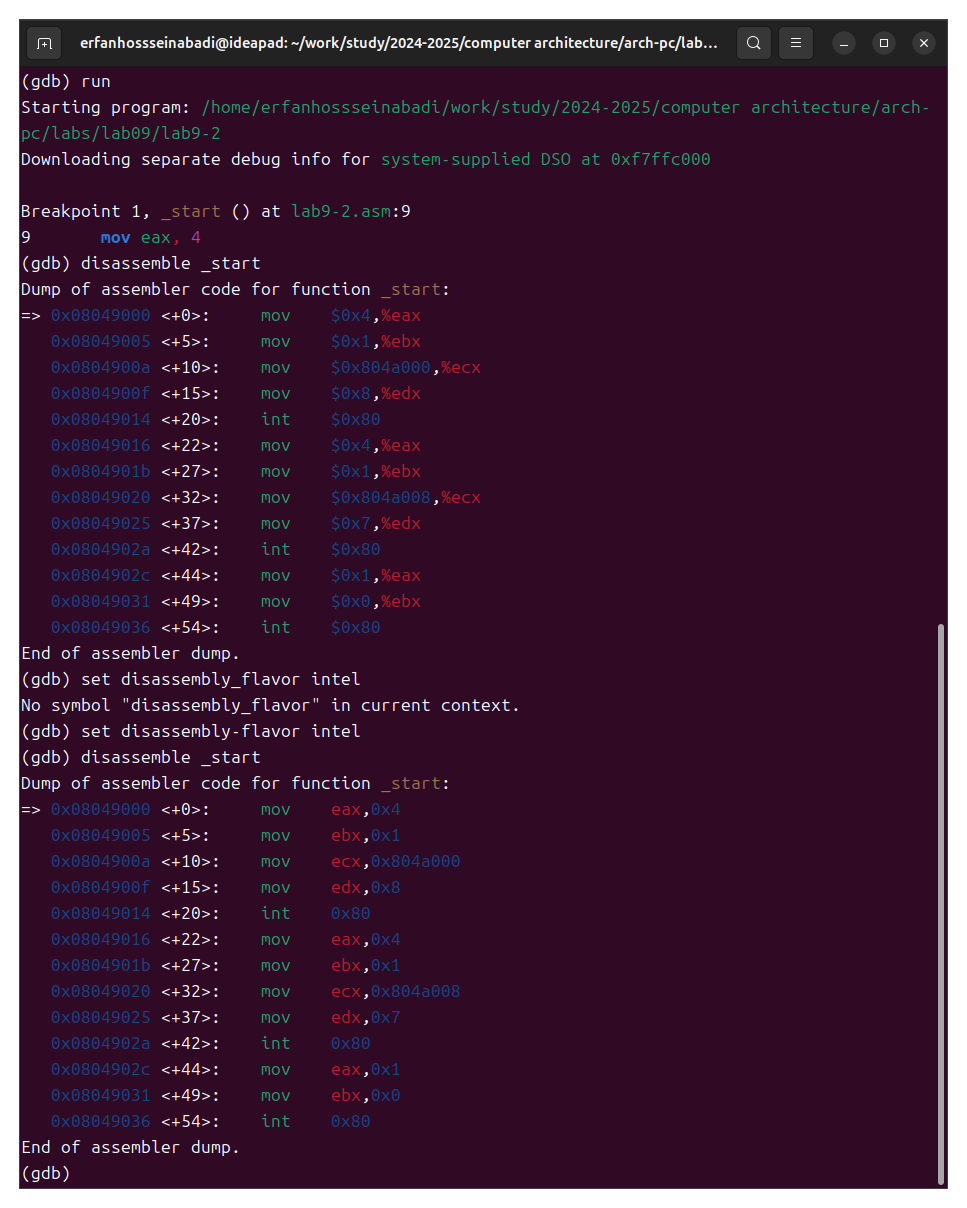 erfanhossseinabadi@ideapad: ~/work/study/2024-2025/computer architecture/arch-pc/lab...
(gdb) run
Starting program: /home/erfanhossseinabadi/work/study/2024-2025/computer architecture/arch-
pc/labs/lab09/lab9-2
Downloading separate debug info for system-supplied DSO at 0xf7ffc000
Breakpoint 1, _start () at lab9-2.asm:9
9       mov eax, 4
(gdb) disassemble _start
Dump of assembler code for function _start:
=> 0x08049000 <+0>:     mov    $0x4,%eax
   0x08049005 <+5>:     mov    $0x1,%ebx
   0x0804900a <+10>:    mov    $0x804a000,%ecx
   0x0804900f <+15>:    mov    $0x8,%edx
   0x08049014 <+20>:    int    $0x80
   0x08049016 <+22>:    mov    $0x4,%eax
   0x0804901b <+27>:    mov    $0x1,%ebx
   0x08049020 <+32>:    mov    $0x804a008,%ecx
   0x08049025 <+37>:    mov    $0x7,%edx
   0x0804902a <+42>:    int    $0x80
   0x0804902c <+44>:    mov    $0x1,%eax
   0x08049031 <+49>:    mov    $0x0,%ebx
   0x08049036 <+54>:    int    $0x80
End of assembler dump.
(gdb) set disassembly_flavor intel
No symbol "disassembly_flavor" in current context.
(gdb) set disassembly-flavor intel
(gdb) disassemble _start
Dump of assembler code for function _start:
=> 0x08049000 <+0>:     mov    eax,0x4
   0x08049005 <+5>:     mov    ebx,0x1
   0x0804900a <+10>:    mov    ecx,0x804a000
   0x0804900f <+15>:    mov    edx,0x8
   0x08049014 <+20>:    int    0x80
   0x08049016 <+22>:    mov    eax,0x4
   0x0804901b <+27>:    mov    ebx,0x1
   0x08049020 <+32>:    mov    ecx,0x804a008
   0x08049025 <+37>:    mov    edx,0x7
   0x0804902a <+42>:    int    0x80
   0x0804902c <+44>:    mov    eax,0x1
   0x08049031 <+49>:    mov    ebx,0x0
   0x08049036 <+54>:    int    0x80
End of assembler dump.
(gdb)